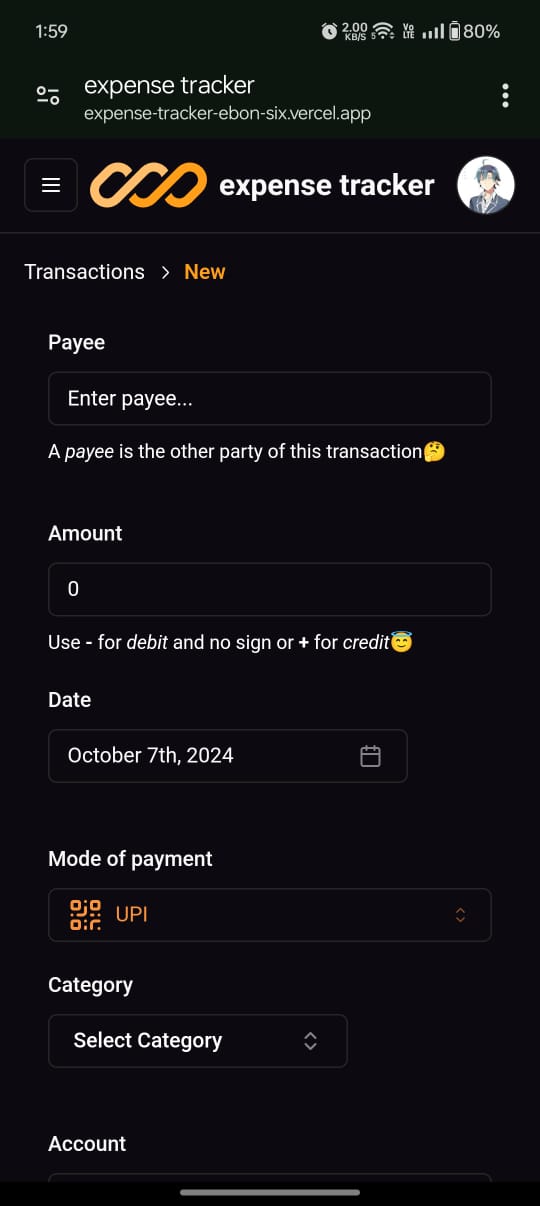 1:59
2.00 KB/S 5 Vo LTE 80%
expense tracker
expense-tracker-ebon-six.vercel.app
expense tracker
Transactions > New
Payee
Enter payee...
A payee is the other party of this transaction🤔
Amount
0
Use - for debit and no sign or + for credit😇
Date
October 7th, 2024
Mode of payment
UPI
Category
Select Category
Account